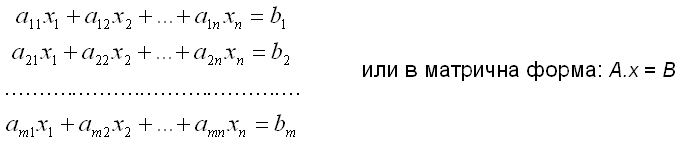 a₁₁x₁ + a₁₂x₂ + ... + a₁ₙxₙ = b₁
a₂₁x₁ + a₂₂x₂ + ... + a₂ₙxₙ = b₂
или в матрична форма: A.x = B
..............................................
aₘ₁x₁ + aₘ₂x₂ + ... + aₘₙxₙ = bₘ